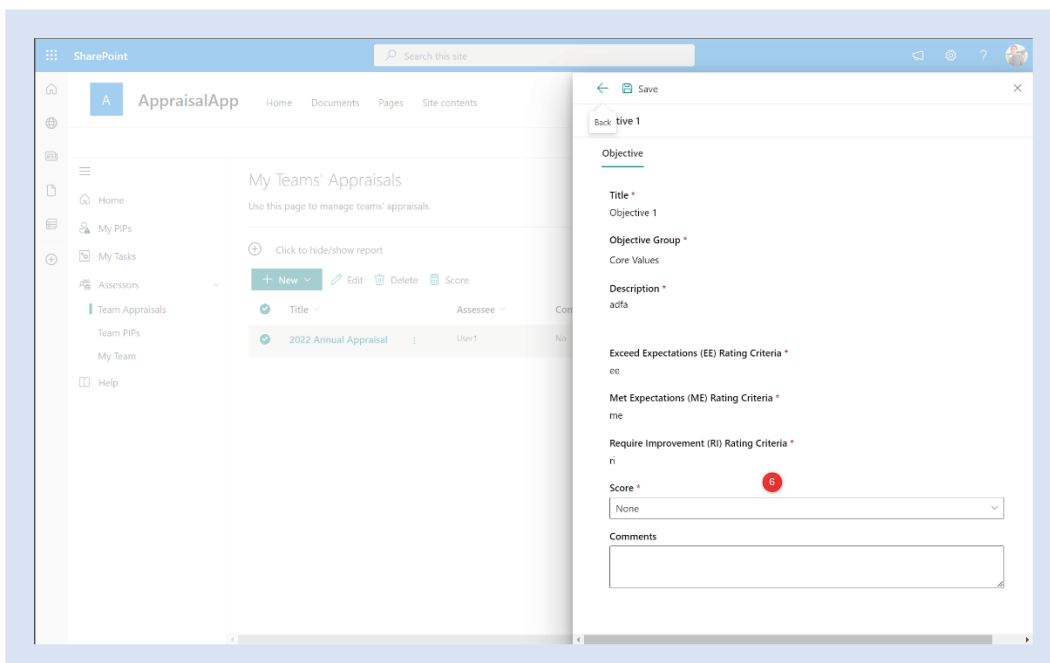 SharePoint
Search this site
?
A
AppraisalApp Home Documents Pages Site contents
Home
My PIPs
My Tasks
Assessors
Team Appraisals
Team PIPs
My Team
Help
My Teams' Appraisals
Use this page to manage teams' appraisals.
Click to hide/show report
+ New Edit Delete Score
Title Assessee Con
2022 Annual Appraisal User1 No
Save
Back tive 1
Objective
Title *
Objective 1
Objective Group *
Core Values
Description *
adfa
Exceed Expectations (EE) Rating Criteria *
ee
Met Expectations (ME) Rating Criteria *
me
Require Improvement (RI) Rating Criteria *
ri
6
Score *
None
Comments